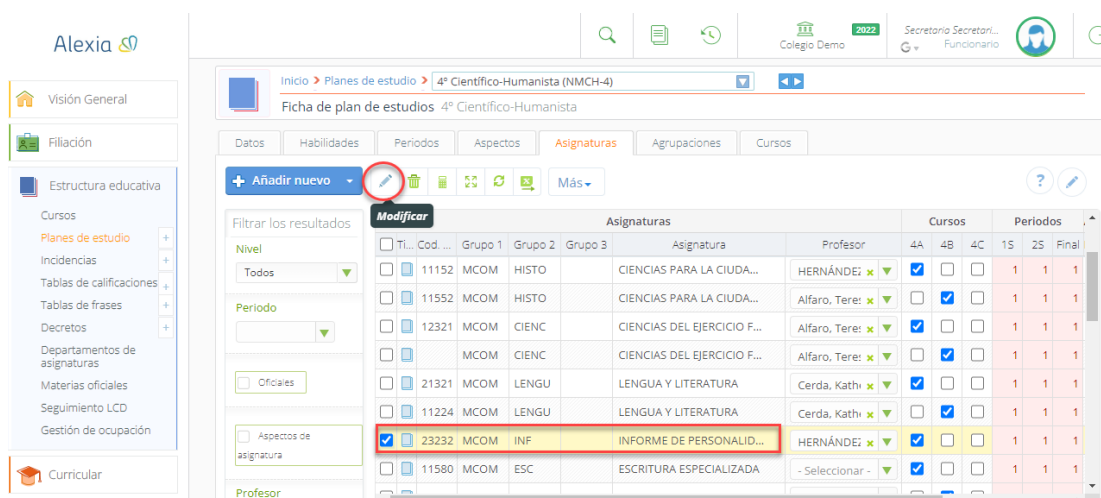 Alexia
2022
Colegio Demo
Secretaria Secretari...
Funcionario
Visión General
Filiación
Estructura educativa
Cursos
Planes de estudio
Incidencias
Tablas de calificaciones
Tablas de frases
Decretos
Departamentos de
asignaturas
Materias oficiales
Seguimiento LCD
Gestión de ocupación
Curricular
Inicio > Planes de estudio > 4º Científico-Humanista (NMCH-4)
Ficha de plan de estudios 4º Científico-Humanista
Datos Habilidades Periodos Aspectos Asignaturas Agrupaciones Cursos
+ Añadir nuevo Más ?
Modificar
Filtrar los resultados
Nivel
Todos
Periodo
Oficiales
Aspectos de
asignatura
Profesor
Asignaturas Cursos Periodos
Ti... Cod. ... Grupo 1 Grupo 2 Grupo 3 Asignatura Profesor 4A 4B 4C 1S 2S Final
11152 MCOM HISTO CIENCIAS PARA LA CIUDA... HERNÁNDEZ 1 1 1
11552 MCOM HISTO CIENCIAS PARA LA CIUDA... Alfaro, Teres 1 1 1
12321 MCOM CIENC CIENCIAS DEL EJERCICIO F... Alfaro, Teres 1 1 1
MCOM CIENC CIENCIAS DEL EJERCICIO F... Alfaro, Teres 1 1 1
21321 MCOM LENGU LENGUA Y LITERATURA Cerda, Kath 1 1 1
11224 MCOM LENGU LENGUA Y LITERATURA Cerda, Kath 1 1 1
23232 MCOM INF INFORME DE PERSONALID... HERNÁNDEZ 1 1 1
11580 MCOM ESC ESCRITURA ESPECIALIZADA - Seleccionar - 1 1 1